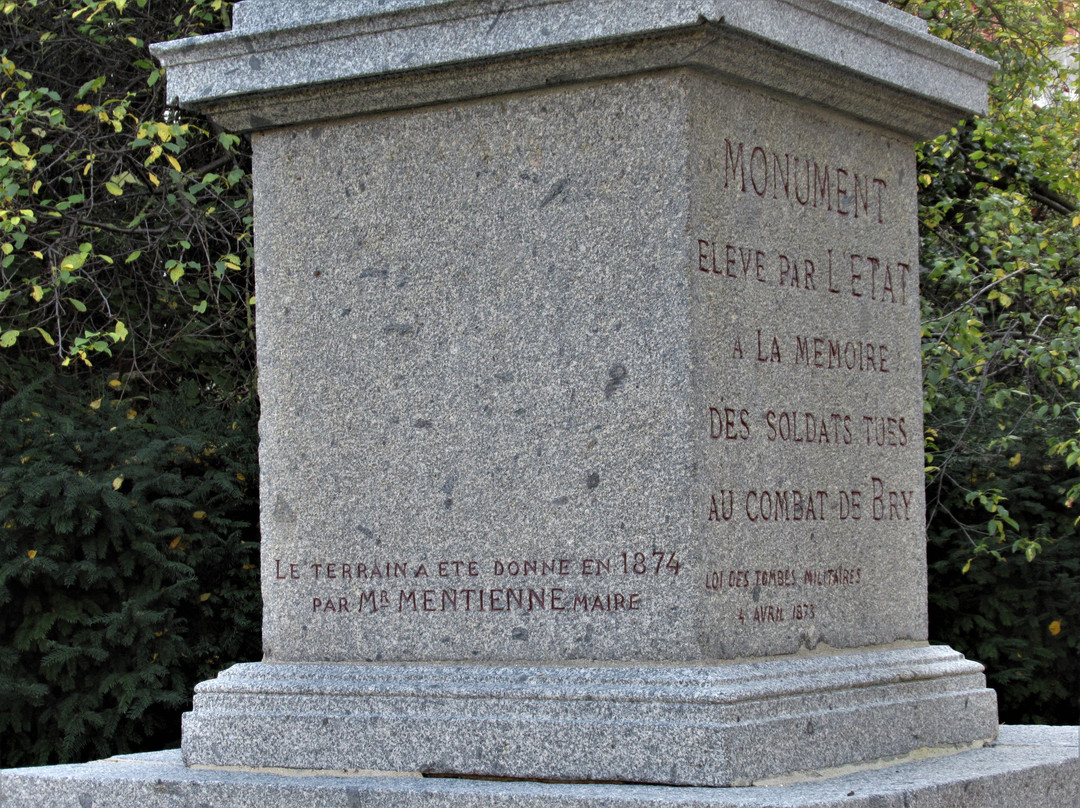 LE TERRAIN A ETE DONNE EN 1874
PAR MR MENTIENNE MAIRE
MONUMENT
ELEVE PAR L'ETAT
A LA MEMOIRE
DES SOLDATS TUES
AU COMBAT DE BRY
LOI DES TOMBES MILITAIRES
4 AVRIL 1873